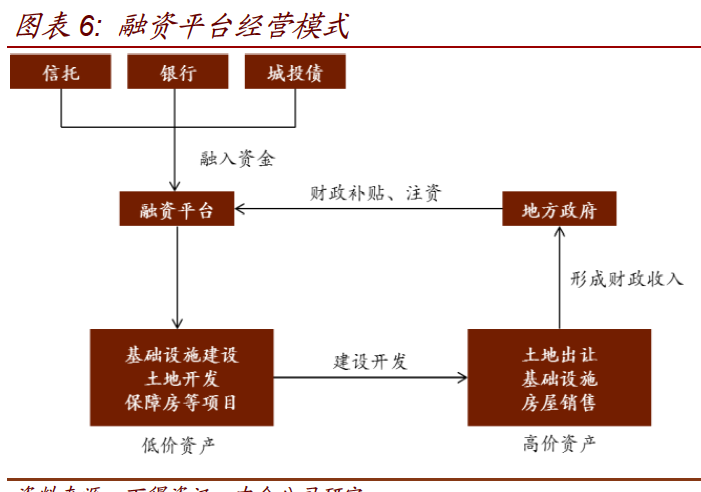 图表 6: 融资平台经营模式
信托
银行
城投债
融入资金
融资平台
财政补贴、注资
地方政府
形成财政收入
基础设施建设
土地开发
保障房等项目
建设开发
土地出让
基础设施
房屋销售
低价资产
高价资产